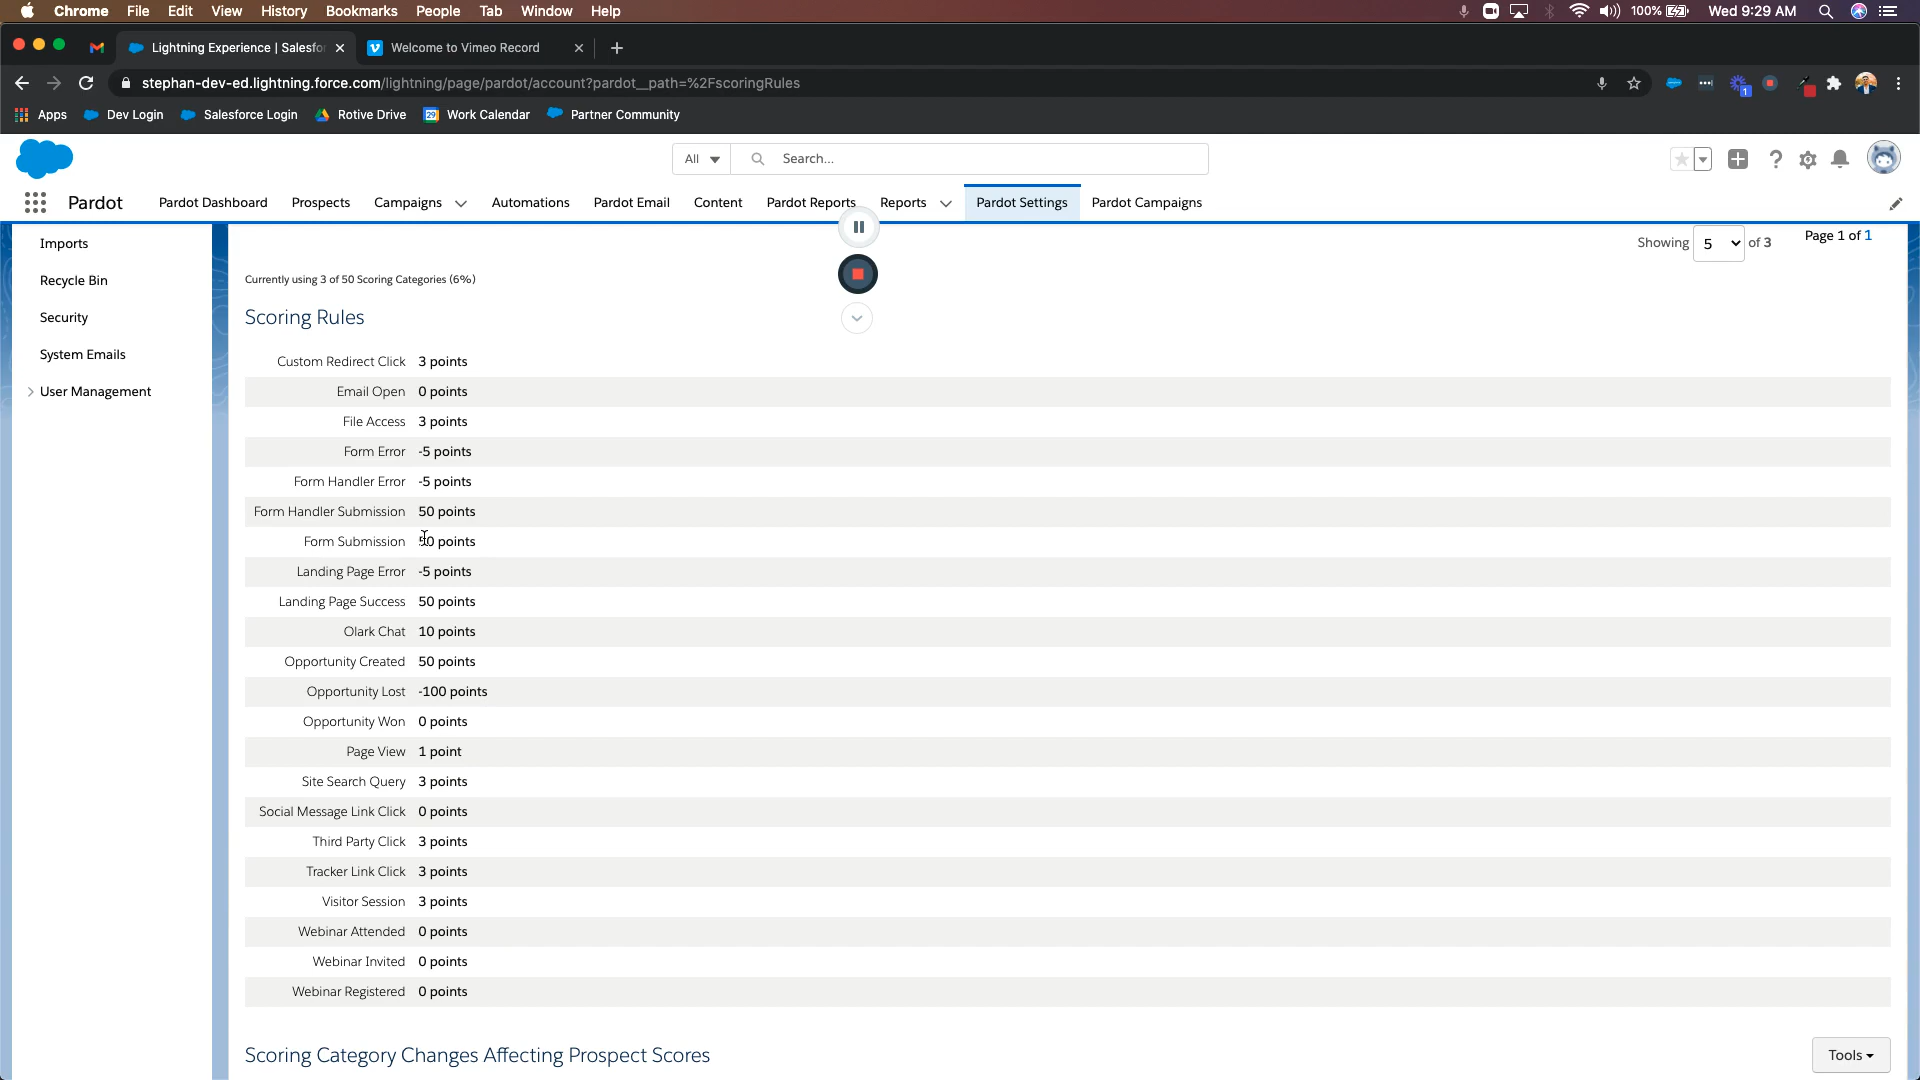 Chrome File Edit View History Bookmarks People Tab Window Help 100% Wed 9:29 AM
Lightning Experience | Salesfo Welcome to Vimeo Record
stephan-dev-ed.lightning.force.com/lightning/page/pardot/account?pardot__path=%2FscoringRules 1
Apps Dev Login Salesforce Login Rotive Drive 29 Work Calendar Partner Community
All Search...
Pardot Pardot Dashboard Prospects Campaigns Automations Pardot Email Content Pardot Reports Reports Pardot Settings Pardot Campaigns
Imports
Recycle Bin
Security
System Emails
User Management
Showing 5 of 3 Page 1 of 1
Currently using 3 of 50 Scoring Categories (6%)
Scoring Rules
Custom Redirect Click 3 points
Email Open 0 points
File Access 3 points
Form Error -5 points
Form Handler Error -5 points
Form Handler Submission 50 points
Form Submission 50 points
Landing Page Error -5 points
Landing Page Success 50 points
Olark Chat 10 points
Opportunity Created 50 points
Opportunity Lost -100 points
Opportunity Won 0 points
Page View 1 point
Site Search Query 3 points
Social Message Link Click 0 points
Third Party Click 3 points
Tracker Link Click 3 points
Visitor Session 3 points
Webinar Attended 0 points
Webinar Invited 0 points
Webinar Registered 0 points
Scoring Category Changes Affecting Prospect Scores
Tools